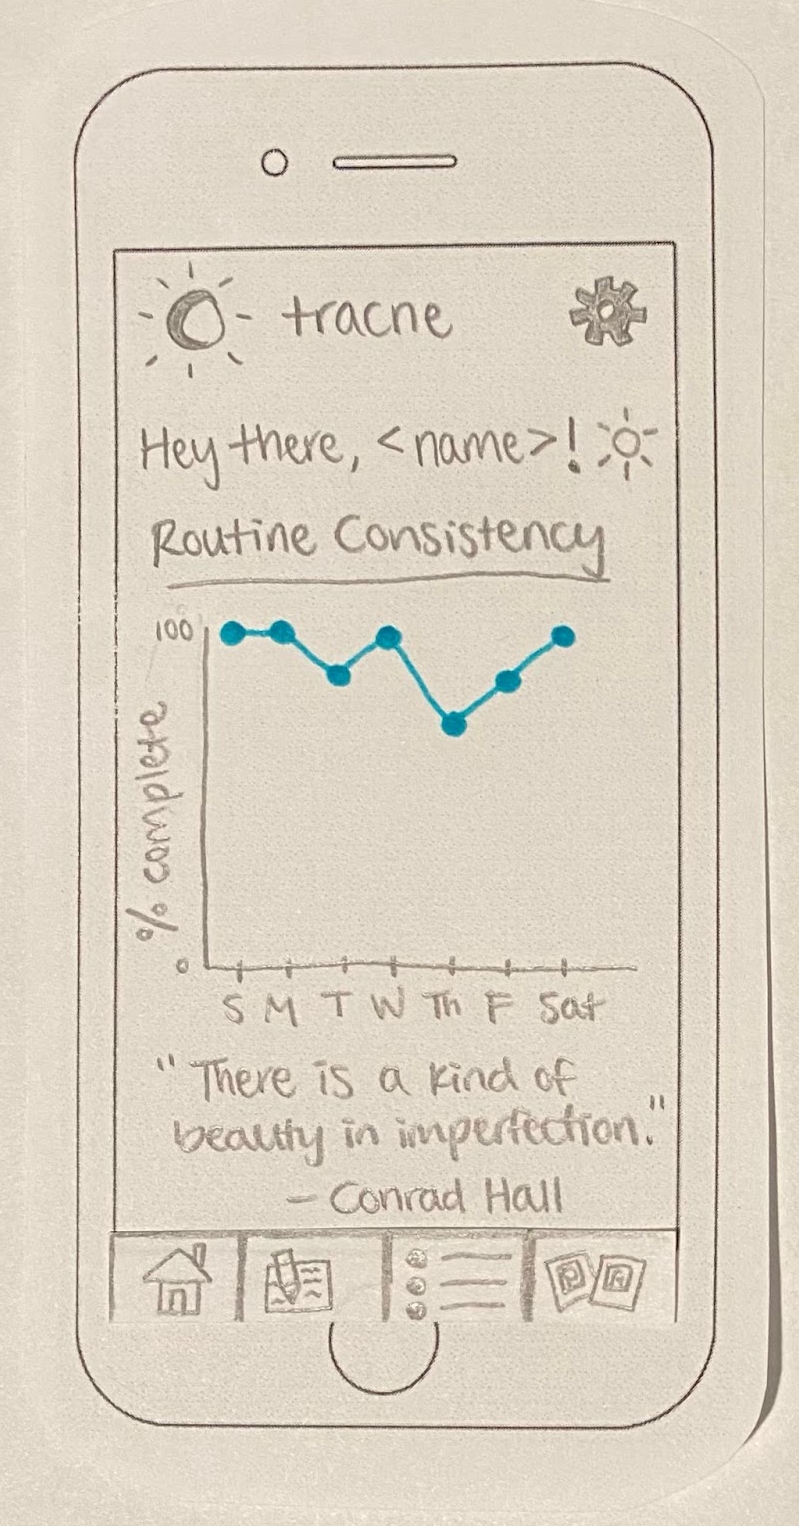 tracne
Hey there, <name>!
Routine Consistency
100
% complete
0
S M T W Th F Sat
"There is a kind of
beauty in imperfection."
- Conrad Hall